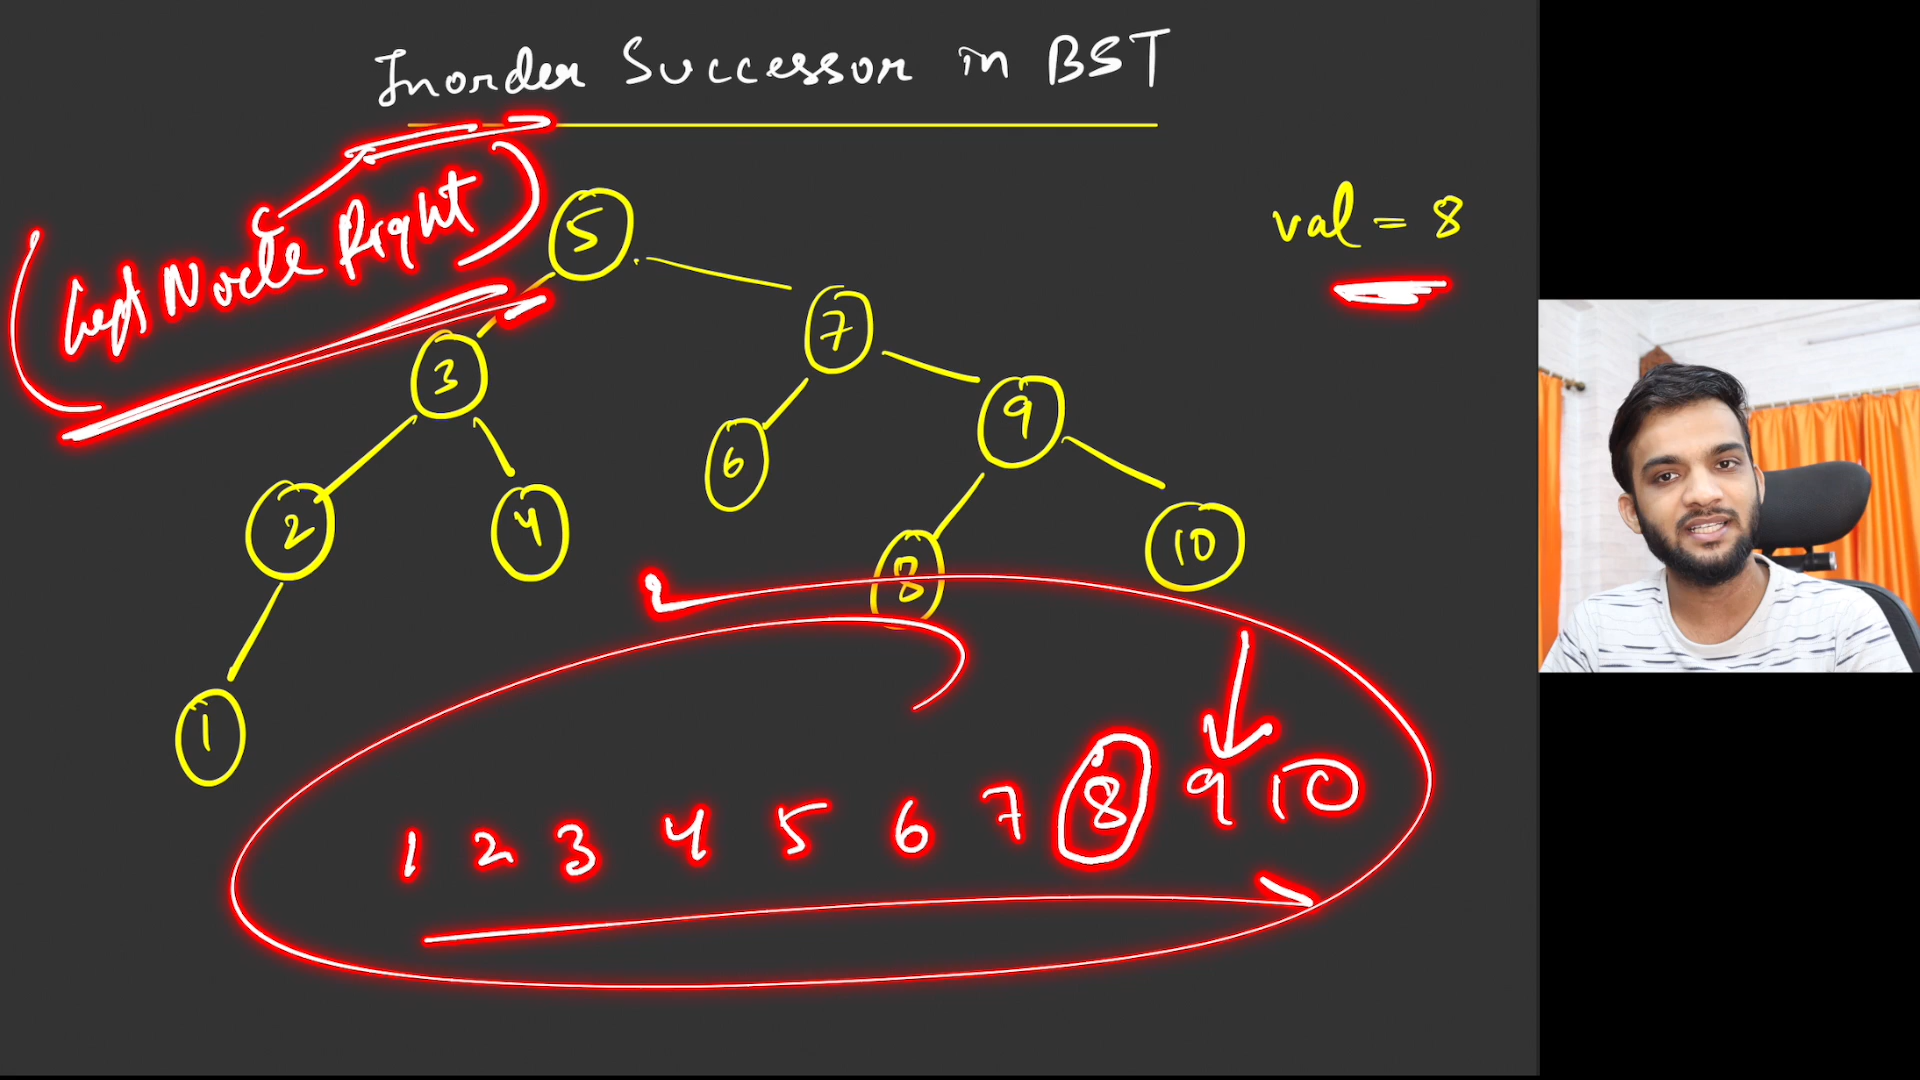 Inorder Successor in BST
(Left Node Right)
val = 8
5
7
3
9
6
2
4
8
10
1
1 2 3 4 5 6 7 8 9 10